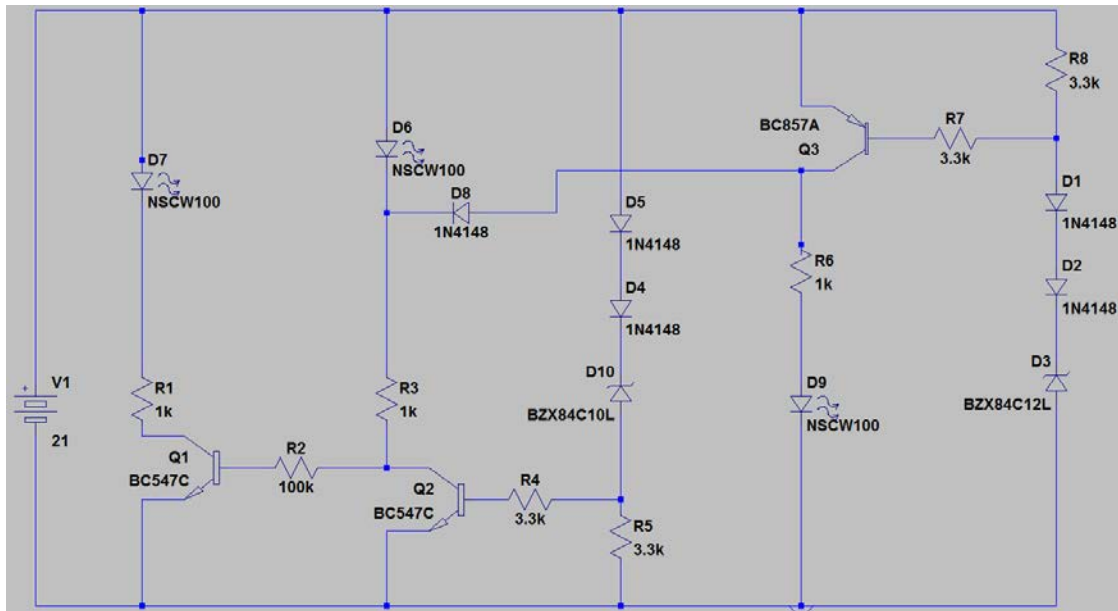 R8
3.3k
BC857A
R7
Q3
3.3k
D6
NSCW100
D7
NSCW100
D8
1N4148
D1
1N4148
D5
1N4148
R6
1k
D2
1N4148
D4
1N4148
D3
BZX84C12L
D10
BZX84C10L
D9
NSCW100
V1
+
21
R1
1k
R3
1k
Q1
BC547C
R2
100k
Q2
BC547C
R4
3.3k
R5
3.3k